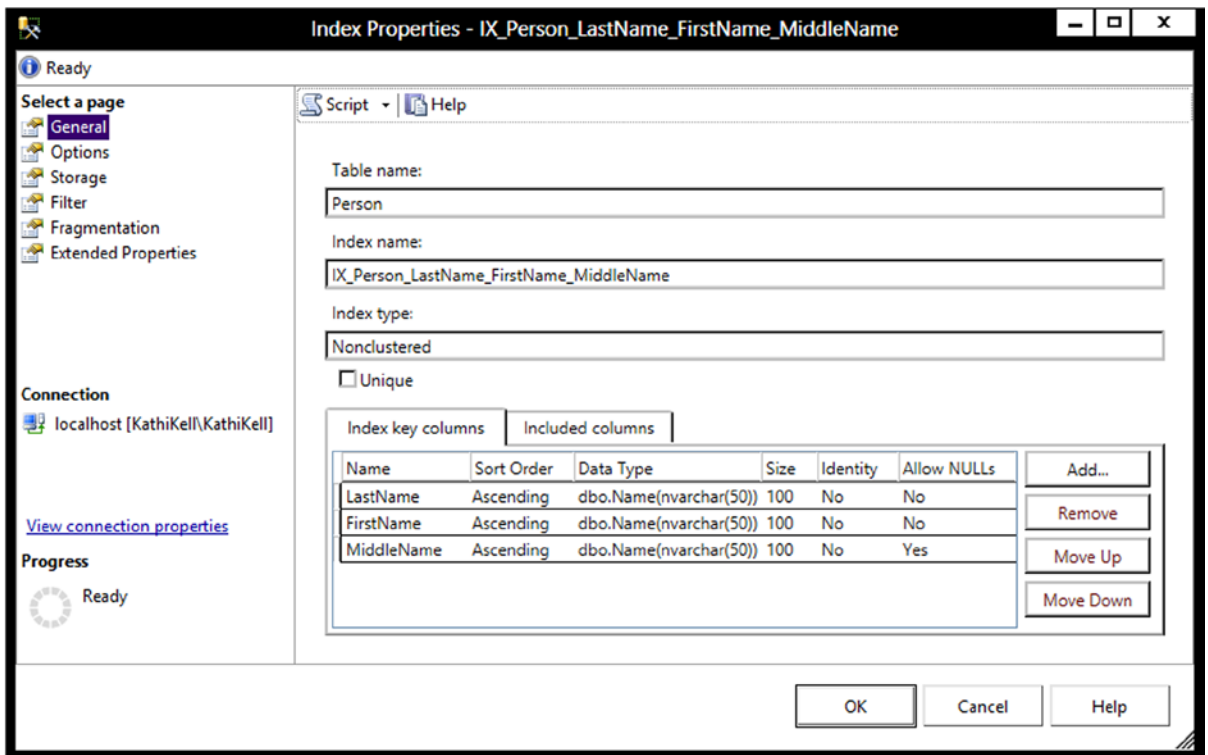 Index Properties - IX_Person_LastName_FirstName_MiddleName
Ready
Select a page
General
Options
Storage
Filter
Fragmentation
Extended Properties
Connection
localhost [KathiKell\KathiKell]
View connection properties
Progress
Ready
Script Help
Table name:
Person
Index name:
IX_Person_LastName_FirstName_MiddleName
Index type:
Nonclustered
Unique
Index key columns Included columns
Name Sort Order Data Type Size Identity Allow NULLs
LastName Ascending dbo.Name(nvarchar(50)) 100 No No
FirstName Ascending dbo.Name(nvarchar(50)) 100 No No
MiddleName Ascending dbo.Name(nvarchar(50)) 100 No Yes
Add...
Remove
Move Up
Move Down
OK Cancel Help